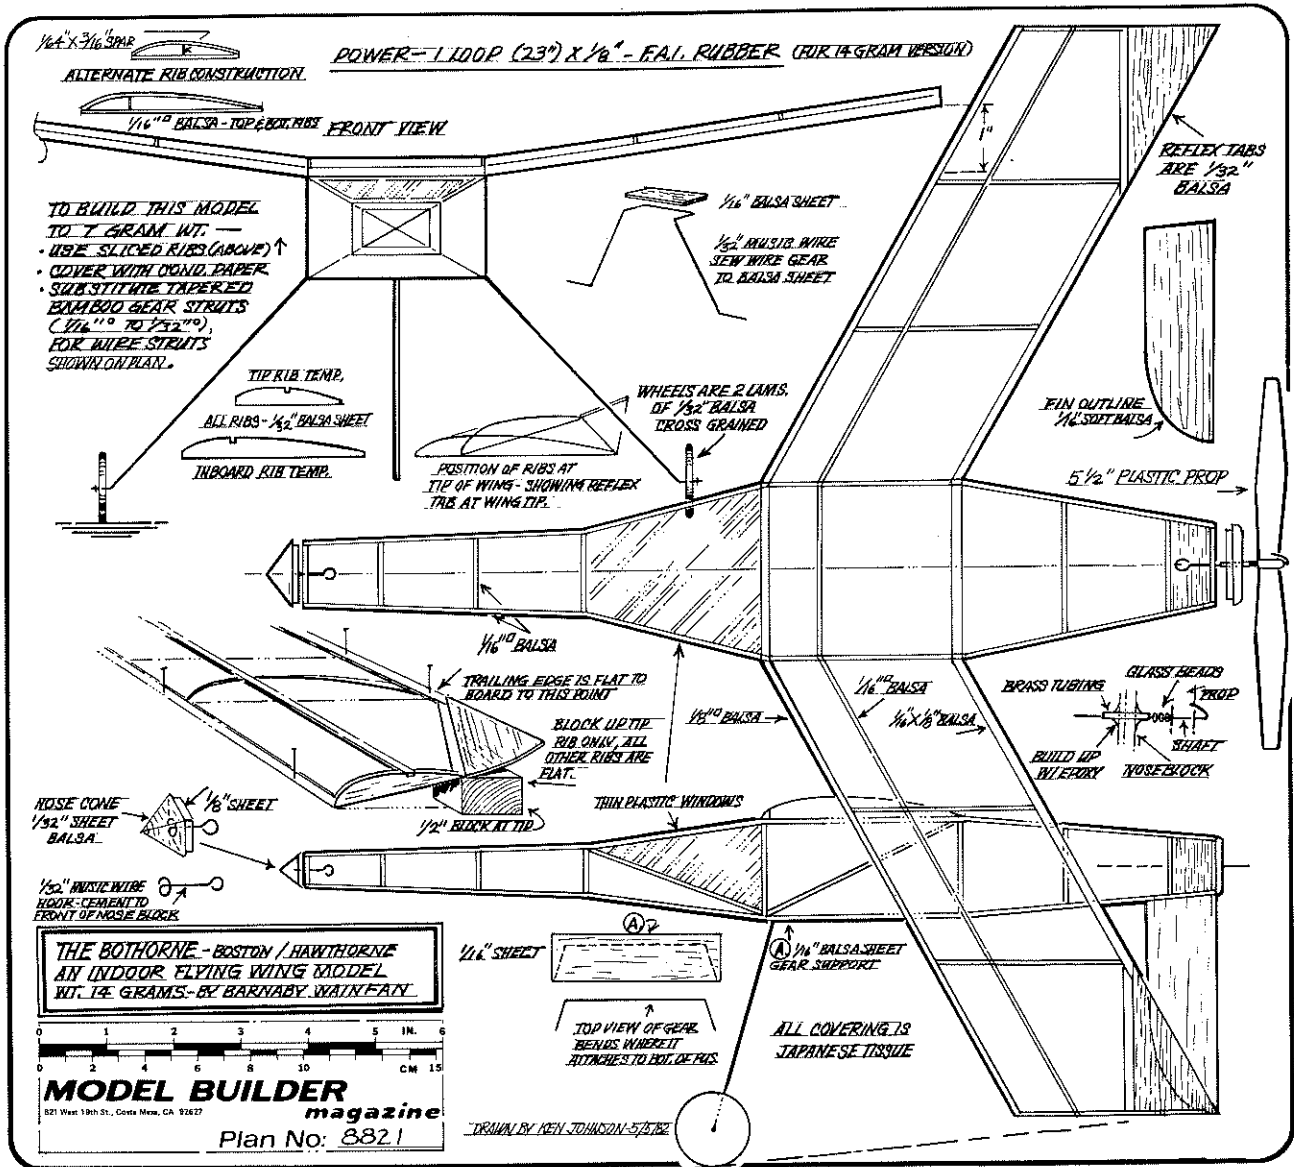 1/64" X 3/16" SPAR
ALTERNATE RIB CONSTRUCTION
POWER - 1 LOOP (23") X 1/8" - F.A.I. RUBBER (FOR 14 GRAM VERSION)
1/16"□ BALSA - TOP & BOT. RIBS
FRONT VIEW
1"
REFLEX TABS
ARE 1/32"
BALSA
TO BUILD THIS MODEL
TO 7 GRAM WT. —
• USE SLICED RIBS (ABOVE) ↑
• COVER WITH COND. PAPER
• SUBSTITUTE TAPERED
BAMBOO GEAR STRUTS
(1/16"□ TO 1/32"□),
FOR WIRE STRUTS
SHOWN ON PLAN.
1/16" BALSA SHEET
1/32" MUSIC WIRE
SEW WIRE GEAR
TO BALSA SHEET
TIP RIB TEMP.
ALL RIBS - 1/32" BALSA SHEET
INBOARD RIB TEMP.
POSITION OF RIBS AT
TIP OF WING - SHOWING REFLEX
TAB AT WING TIP.
WHEELS ARE 2 LAMS.
OF 1/32" BALSA
CROSS GRAINED
FIN OUTLINE
1/16" SOFT BALSA
5 1/2" PLASTIC PROP
1/16"□ BALSA
TRAILING EDGE IS FLAT TO
BOARD TO THIS POINT
BLOCK UP TIP
RIB ONLY, ALL
OTHER RIBS ARE
FLAT.
1/2" BLOCK AT TIP
1/8"□ BALSA
1/16"□ BALSA
1/16" X 1/8" BALSA
BRASS TUBING
GLASS BEADS
PROP
SHAFT
BUILD UP
W/ EPOXY
NOSE BLOCK
NOSE CONE
1/32" SHEET
BALSA
1/8" SHEET
THIN PLASTIC WINDOWS
1/32" MUSIC WIRE
HOOK - CEMENT TO
FRONT OF NOSE BLOCK
THE BOTHORNE - BOSTON / HAWTHORNE
AN INDOOR FLYING WING MODEL
WT. 14 GRAMS - BY BARNABY WAINFAN
1/16" SHEET
A
A 1/16" BALSA SHEET
GEAR SUPPORT
TOP VIEW OF GEAR
BENDS WHERE IT
ATTACHES TO BOT. OF FUS.
ALL COVERING IS
JAPANESE TISSUE
0 1 2 3 4 5 IN. 6
0 2 4 6 8 10 CM 15
MODEL BUILDER
magazine
821 West 19th St., Costa Mesa, CA 92627
Plan No: 8821
DRAWN BY KEN JOHNSON - 5/5/82